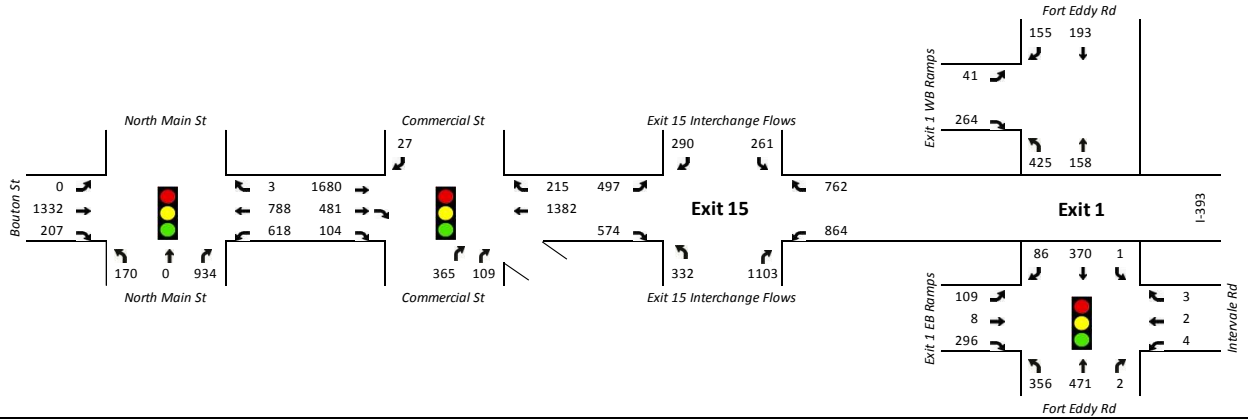 Fort Eddy Rd
155 193
Exit 1 WB Ramps
41
264
425 158
North Main St
Commercial St
Exit 15 Interchange Flows
27
290 261
Bouton St
0
1332
207
3 1680
788 481
618 104
215 497
1382
574
Exit 15
762
864
Exit 1
I-393
170 0 934
365 109
332 1103
North Main St
Commercial St
Exit 15 Interchange Flows
86 370 1
Exit 1 EB Ramps
109
8
296
3
2
4
Intervale Rd
356 471 2
Fort Eddy Rd